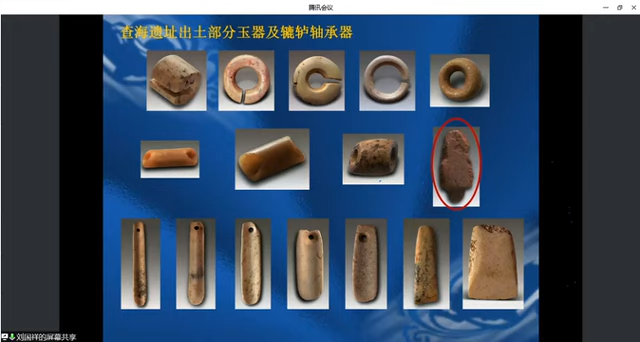 腾讯会议
查海遗址出土部分玉器及辘轳轴承器
刘国祥的屏幕共享